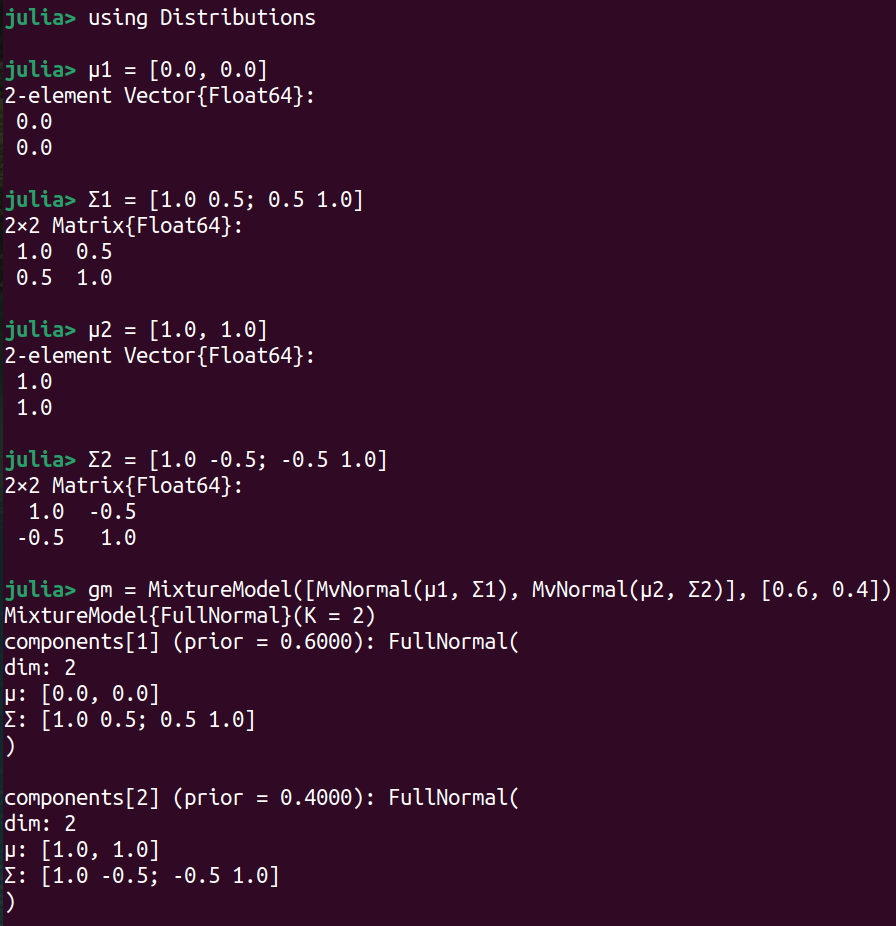 julia> using Distributions
julia> μ1 = [0.0, 0.0]
2-element Vector{Float64}:
 0.0
 0.0
julia> Σ1 = [1.0 0.5; 0.5 1.0]
2×2 Matrix{Float64}:
 1.0  0.5
 0.5  1.0
julia> μ2 = [1.0, 1.0]
2-element Vector{Float64}:
 1.0
 1.0
julia> Σ2 = [1.0 -0.5; -0.5 1.0]
2×2 Matrix{Float64}:
  1.0  -0.5
 -0.5   1.0
julia> gm = MixtureModel([MvNormal(μ1, Σ1), MvNormal(μ2, Σ2)], [0.6, 0.4])
MixtureModel{FullNormal}(K = 2)
components[1] (prior = 0.6000): FullNormal(
dim: 2
μ: [0.0, 0.0]
Σ: [1.0 0.5; 0.5 1.0]
)
components[2] (prior = 0.4000): FullNormal(
dim: 2
μ: [1.0, 1.0]
Σ: [1.0 -0.5; -0.5 1.0]
)